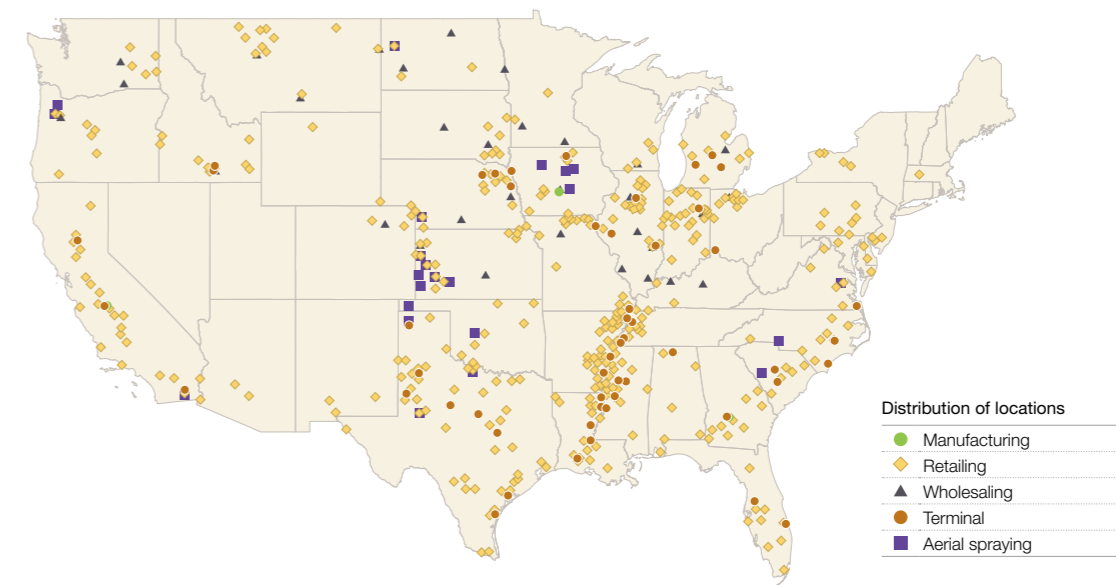 Distribution of locations
Manufacturing
Retailing
Wholesaling
Terminal
Aerial spraying